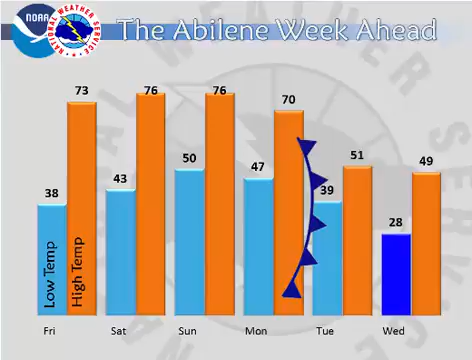 NOAA
NATIONAL WEATHER SERVICE
The Abilene Week Ahead
73
76
76
70
38
43
50
47
39
51
28
49
Low Temp
High Temp
Fri
Sat
Sun
Mon
Tue
Wed